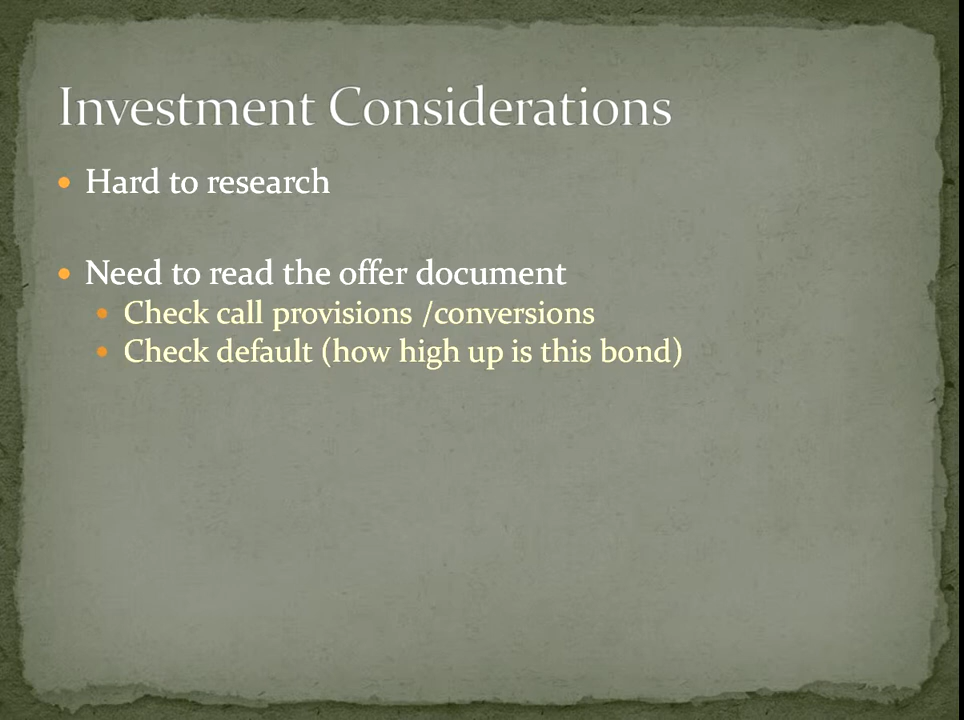 Investment Considerations
Hard to research
Need to read the offer document
Check call provisions /conversions
Check default (how high up is this bond)